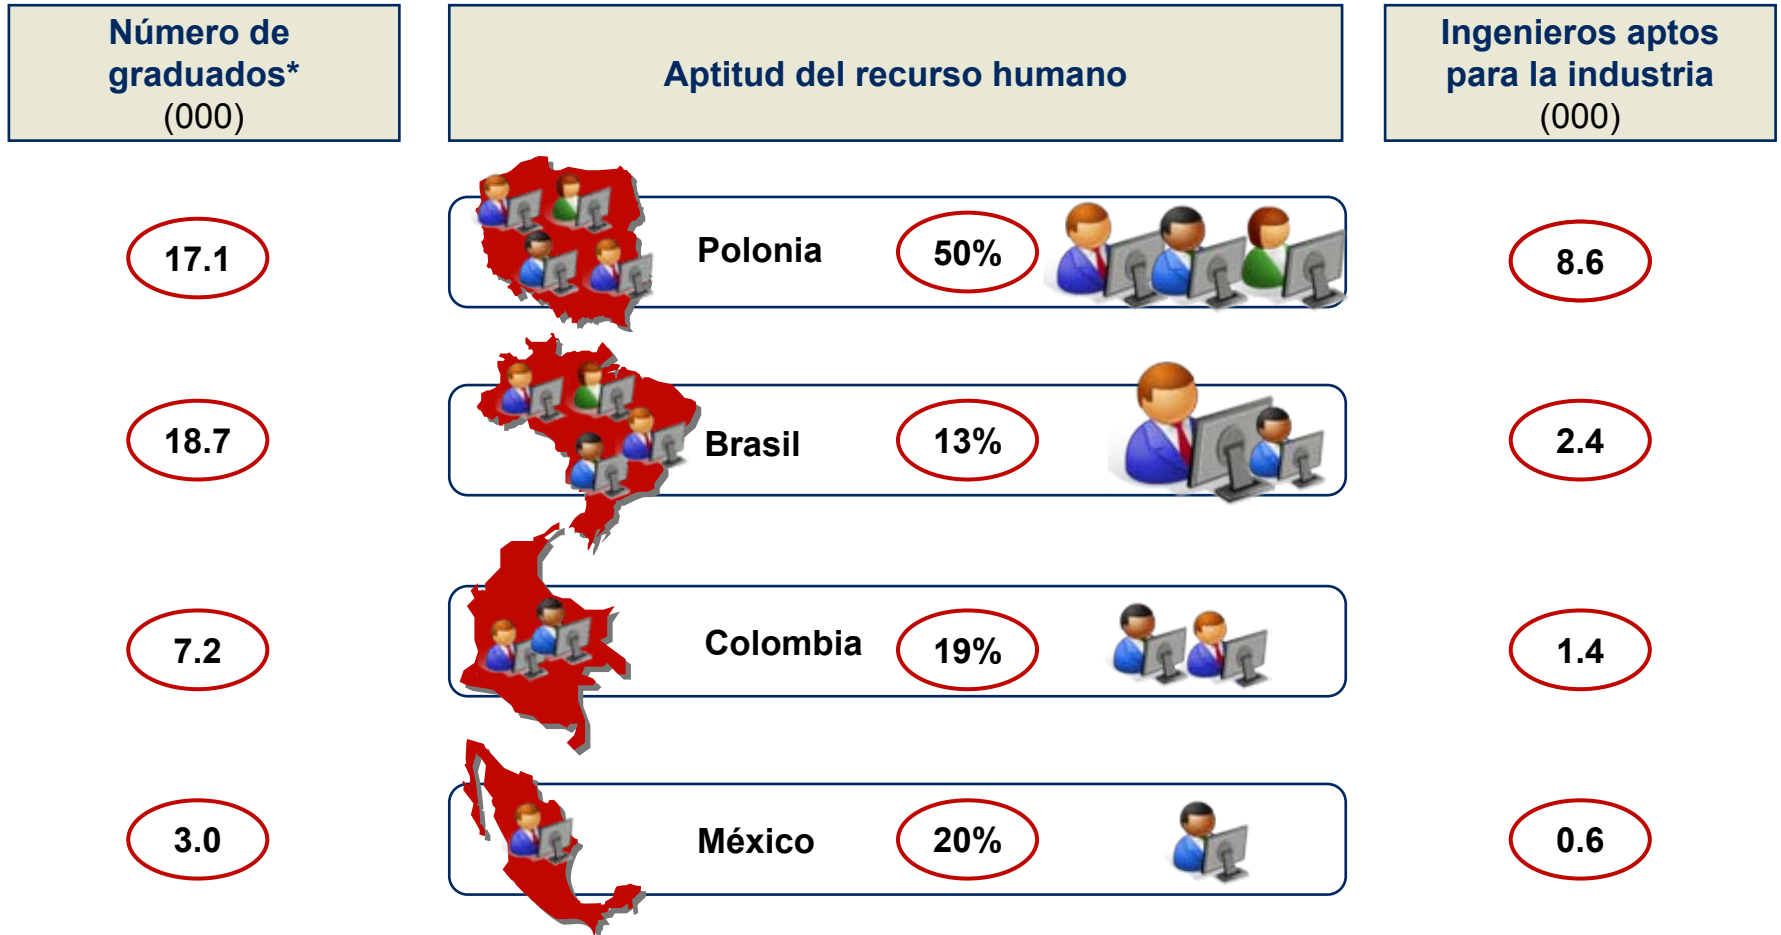 Número de
graduados*
(000)
Aptitud del recurso humano
Ingenieros aptos
para la industria
(000)
17.1
Polonia
50%
8.6
18.7
Brasil
13%
2.4
7.2
Colombia
19%
1.4
3.0
México
20%
0.6